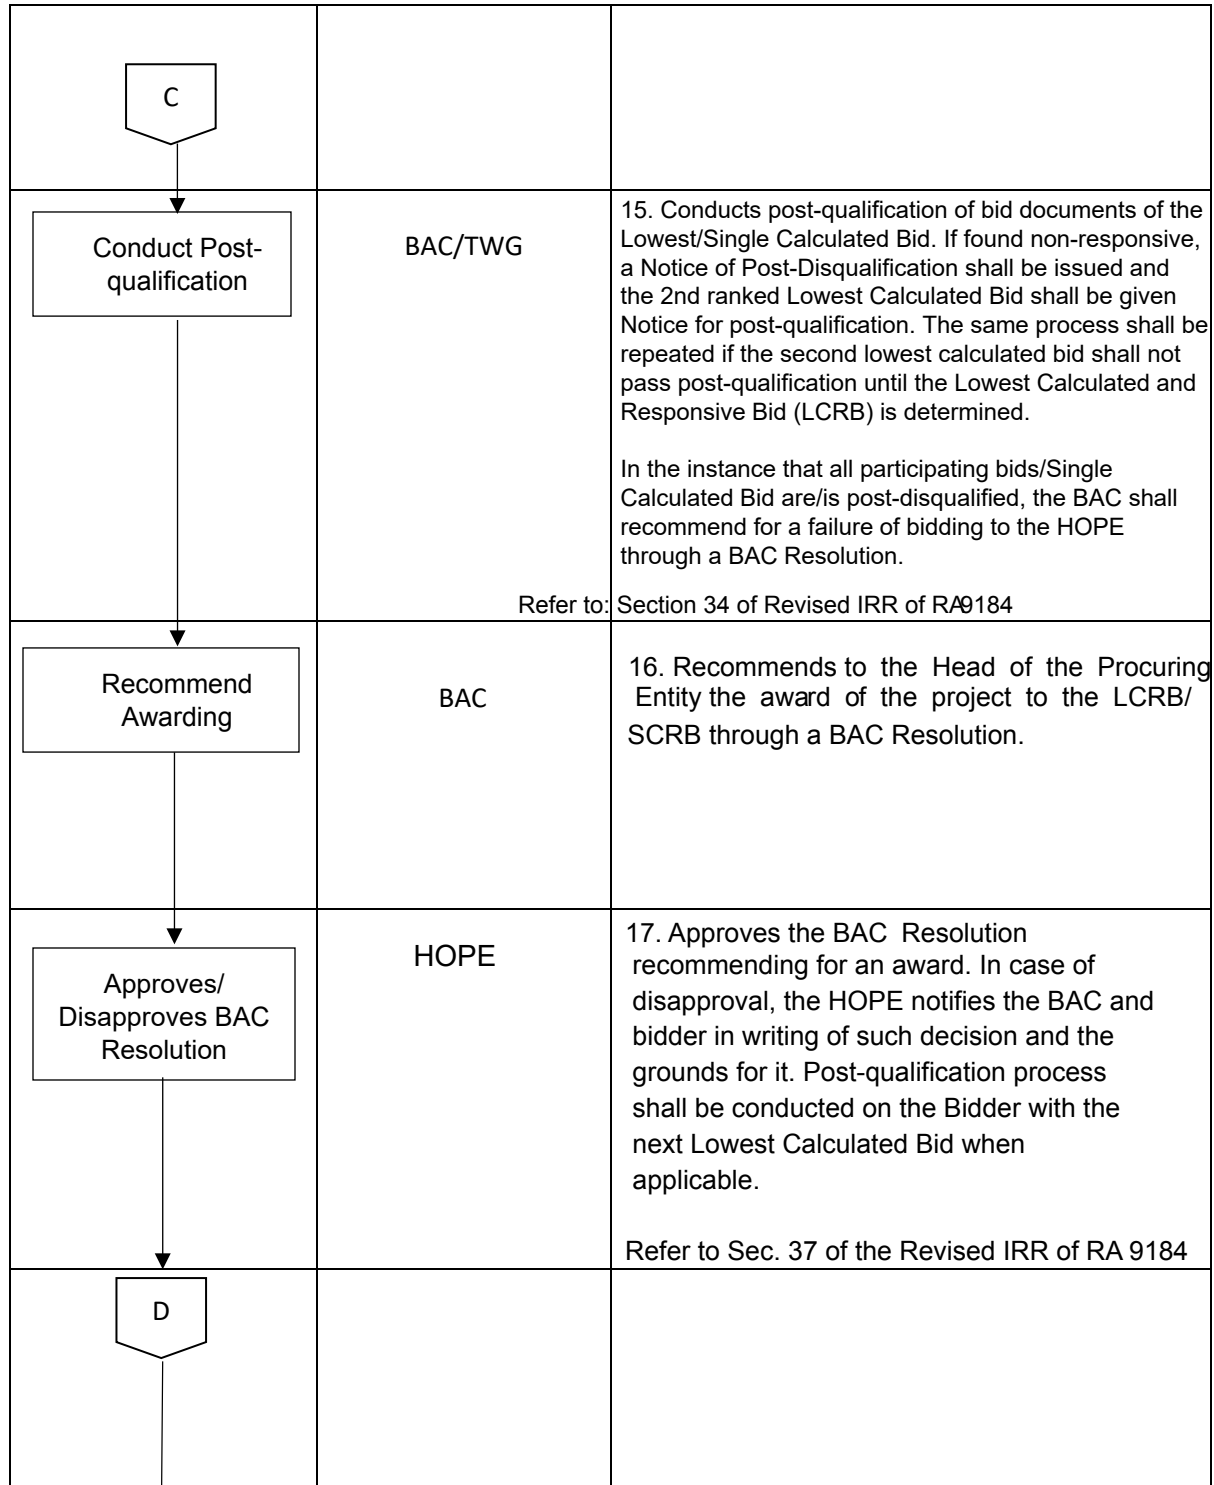 C
Conduct Post-
qualification
BAC/TWG
15. Conducts post-qualification of bid documents of the
Lowest/Single Calculated Bid. If found non-responsive,
a Notice of Post-Disqualification shall be issued and
the 2nd ranked Lowest Calculated Bid shall be given
Notice for post-qualification. The same process shall be
repeated if the second lowest calculated bid shall not
pass post-qualification until the Lowest Calculated and
Responsive Bid (LCRB) is determined.
In the instance that all participating bids/Single
Calculated Bid are/is post-disqualified, the BAC shall
recommend for a failure of bidding to the HOPE
through a BAC Resolution.
Refer to: Section 34 of Revised IRR of RA9184
Recommend
Awarding
BAC
16. Recommends to the Head of the Procuring
Entity the award of the project to the LCRB/
SCRB through a BAC Resolution.
Approves/
Disapproves BAC
Resolution
HOPE
17. Approves the BAC Resolution
recommending for an award. In case of
disapproval, the HOPE notifies the BAC and
bidder in writing of such decision and the
grounds for it. Post-qualification process
shall be conducted on the Bidder with the
next Lowest Calculated Bid when
applicable.
Refer to Sec. 37 of the Revised IRR of RA 9184
D